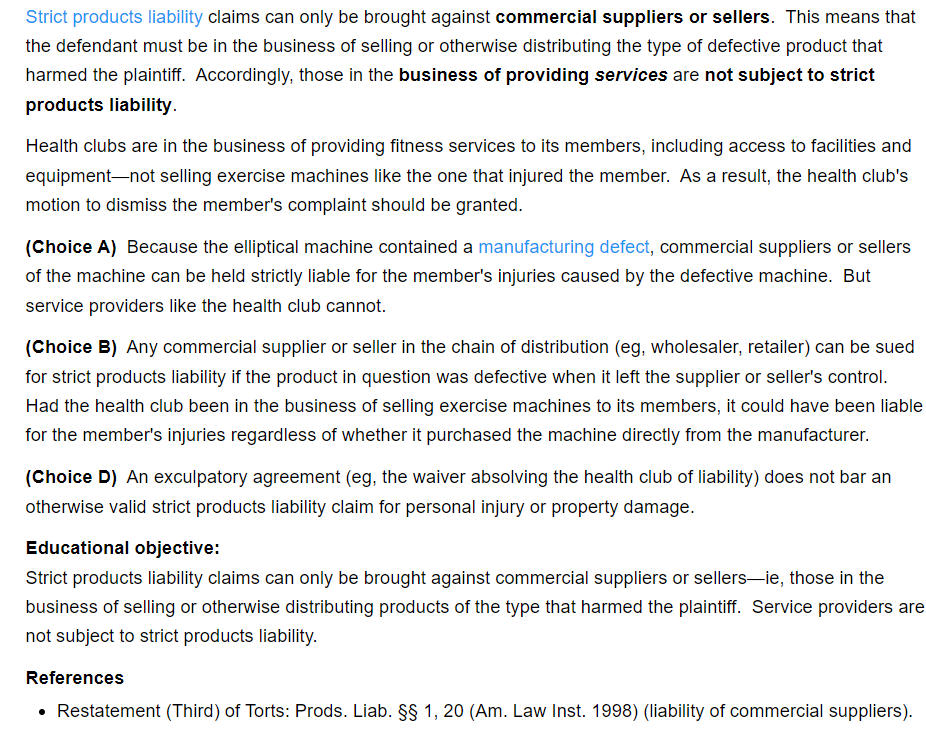 Strict products liability claims can only be brought against commercial suppliers or sellers.  This means that
the defendant must be in the business of selling or otherwise distributing the type of defective product that
harmed the plaintiff.  Accordingly, those in the business of providing services are not subject to strict
products liability.
Health clubs are in the business of providing fitness services to its members, including access to facilities and
equipment—not selling exercise machines like the one that injured the member.  As a result, the health club's
motion to dismiss the member's complaint should be granted.
(Choice A)  Because the elliptical machine contained a manufacturing defect, commercial suppliers or sellers
of the machine can be held strictly liable for the member's injuries caused by the defective machine.  But
service providers like the health club cannot.
(Choice B)  Any commercial supplier or seller in the chain of distribution (eg, wholesaler, retailer) can be sued
for strict products liability if the product in question was defective when it left the supplier or seller's control.
Had the health club been in the business of selling exercise machines to its members, it could have been liable
for the member's injuries regardless of whether it purchased the machine directly from the manufacturer.
(Choice D)  An exculpatory agreement (eg, the waiver absolving the health club of liability) does not bar an
otherwise valid strict products liability claim for personal injury or property damage.
Educational objective:
Strict products liability claims can only be brought against commercial suppliers or sellers—ie, those in the
business of selling or otherwise distributing products of the type that harmed the plaintiff.  Service providers are
not subject to strict products liability.
References
• Restatement (Third) of Torts: Prods. Liab. §§ 1, 20 (Am. Law Inst. 1998) (liability of commercial suppliers).